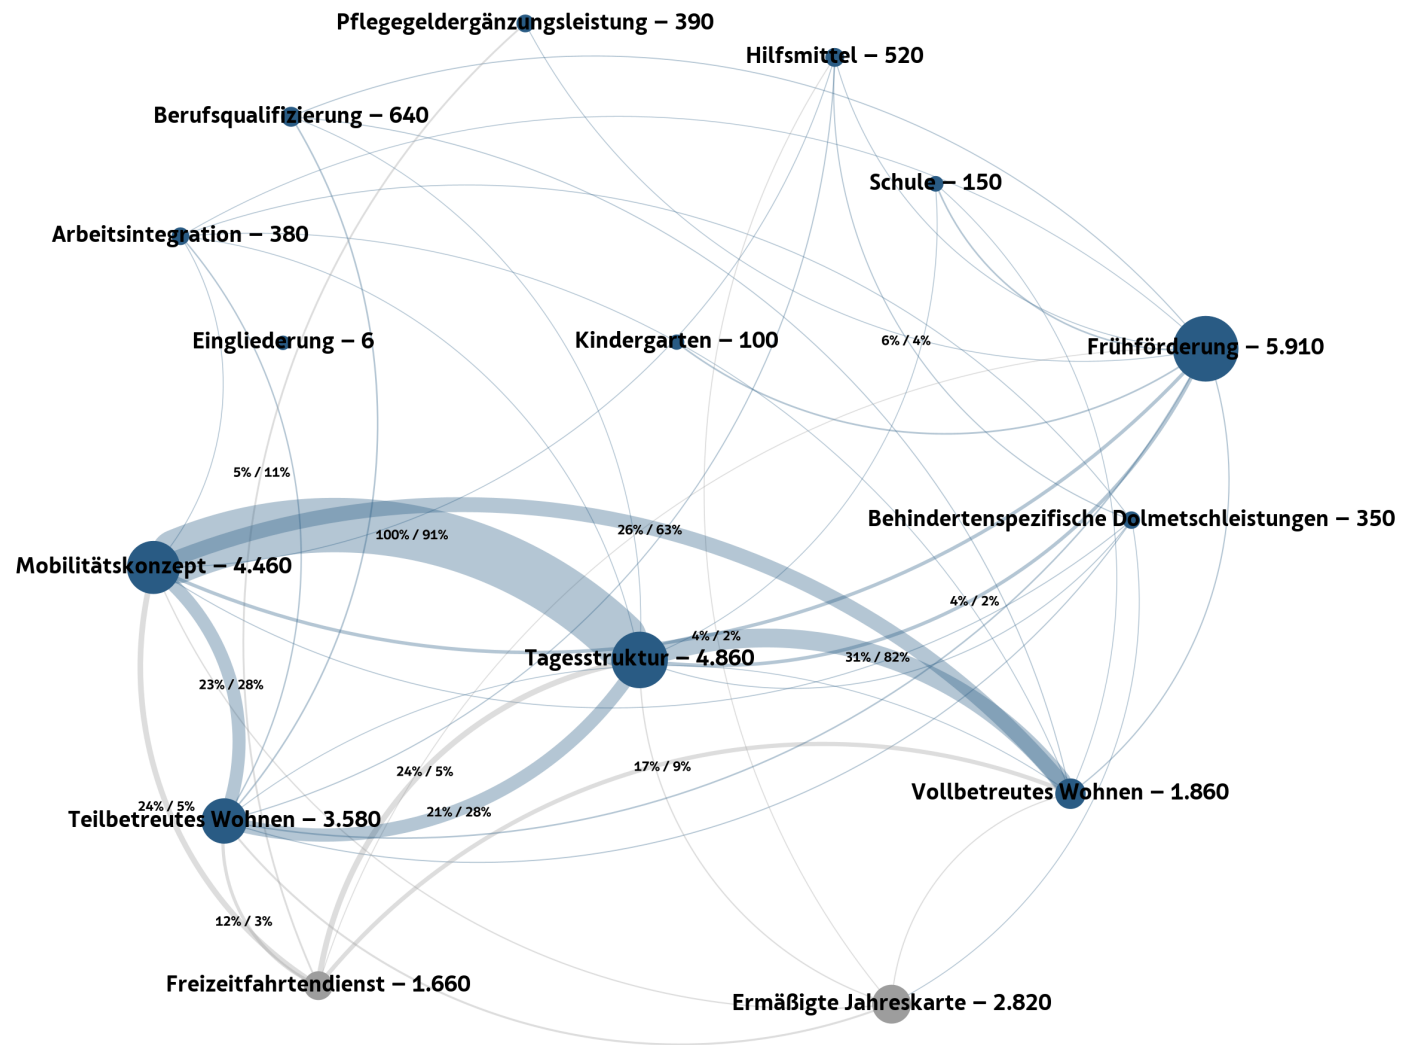 Pflegegeldergänzungsleistung – 390
Hilfsmittel – 520
Berufsqualifizierung – 640
Schule – 150
Arbeitsintegration – 380
Eingliederung – 6
Kindergarten – 100
6% / 4%
Frühförderung – 5.910
5% / 11%
Behindertenspezifische Dolmetschleistungen – 350
26% / 63%
100% / 91%
Mobilitätskonzept – 4.460
4% / 2%
4% / 2%
Tagesstruktur – 4.860
31% / 82%
23% / 28%
17% / 9%
24% / 5%
Vollbetreutes Wohnen – 1.860
24% / 5%
21% / 28%
Teilbetreutes Wohnen – 3.580
12% / 3%
Freizeitfahrtendienst – 1.660
Ermäßigte Jahreskarte – 2.820